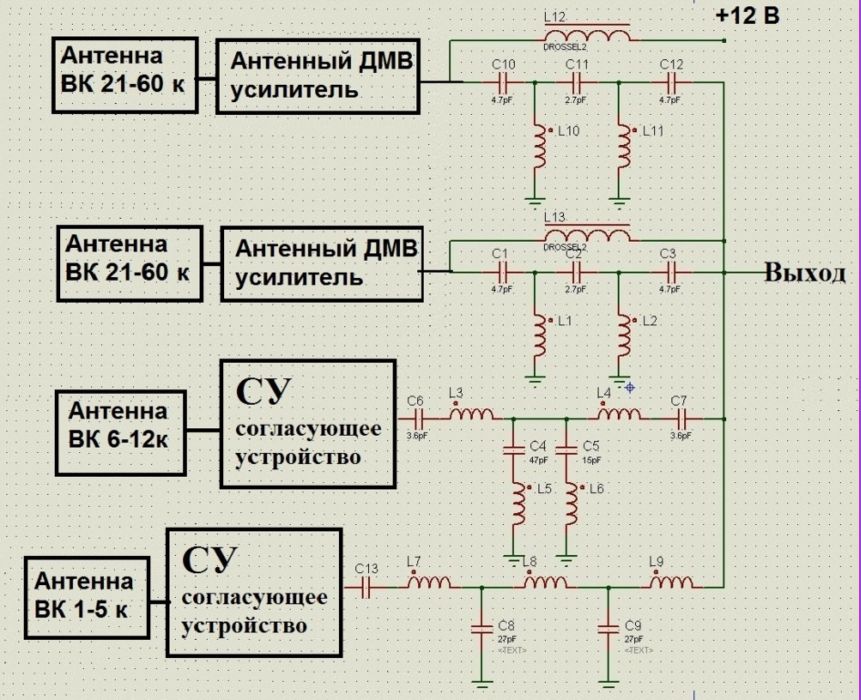 +12 В
L12
DROSSEL2
Антенна
ВК 21-60 к
Антенный ДМВ
усилитель
C10
4.7pF
C11
2.7pF
C12
4.7pF
L10
L11
L13
DROSSEL2
Антенна
ВК 21-60 к
Антенный ДМВ
усилитель
C1
4.7pF
C2
2.7pF
C3
4.7pF
Выход
L1
L2
Антенна
ВК 6-12к
СУ
согласующее
устройство
C6
3.6pF
L3
L4
C7
3.6pF
C4
47pF
C5
15pF
L5
L6
Антенна
ВК 1-5 к
СУ
согласующее
устройство
C13
L7
L8
L9
C8
27pF
<TEXT>
C9
27pF
<TEXT>